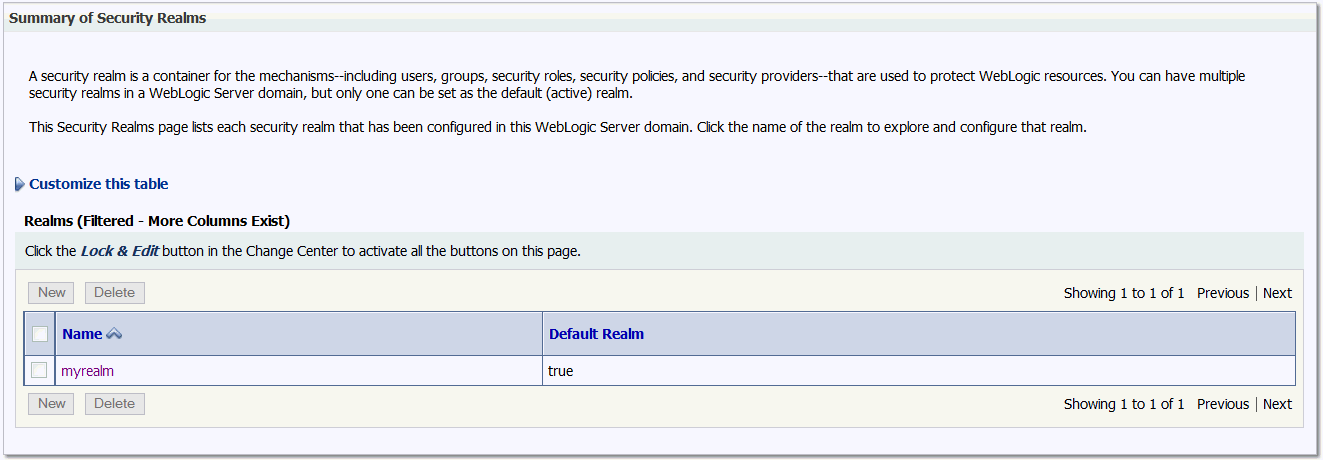 Summary of Security Realms
A security realm is a container for the mechanisms--including users, groups, security roles, security policies, and security providers--that are used to protect WebLogic resources. You can have multiple
security realms in a WebLogic Server domain, but only one can be set as the default (active) realm.
This Security Realms page lists each security realm that has been configured in this WebLogic Server domain. Click the name of the realm to explore and configure that realm.
Customize this table
Realms (Filtered - More Columns Exist)
Click the Lock & Edit button in the Change Center to activate all the buttons on this page.
New Delete Showing 1 to 1 of 1 Previous | Next
Name Default Realm
myrealm true
New Delete Showing 1 to 1 of 1 Previous | Next